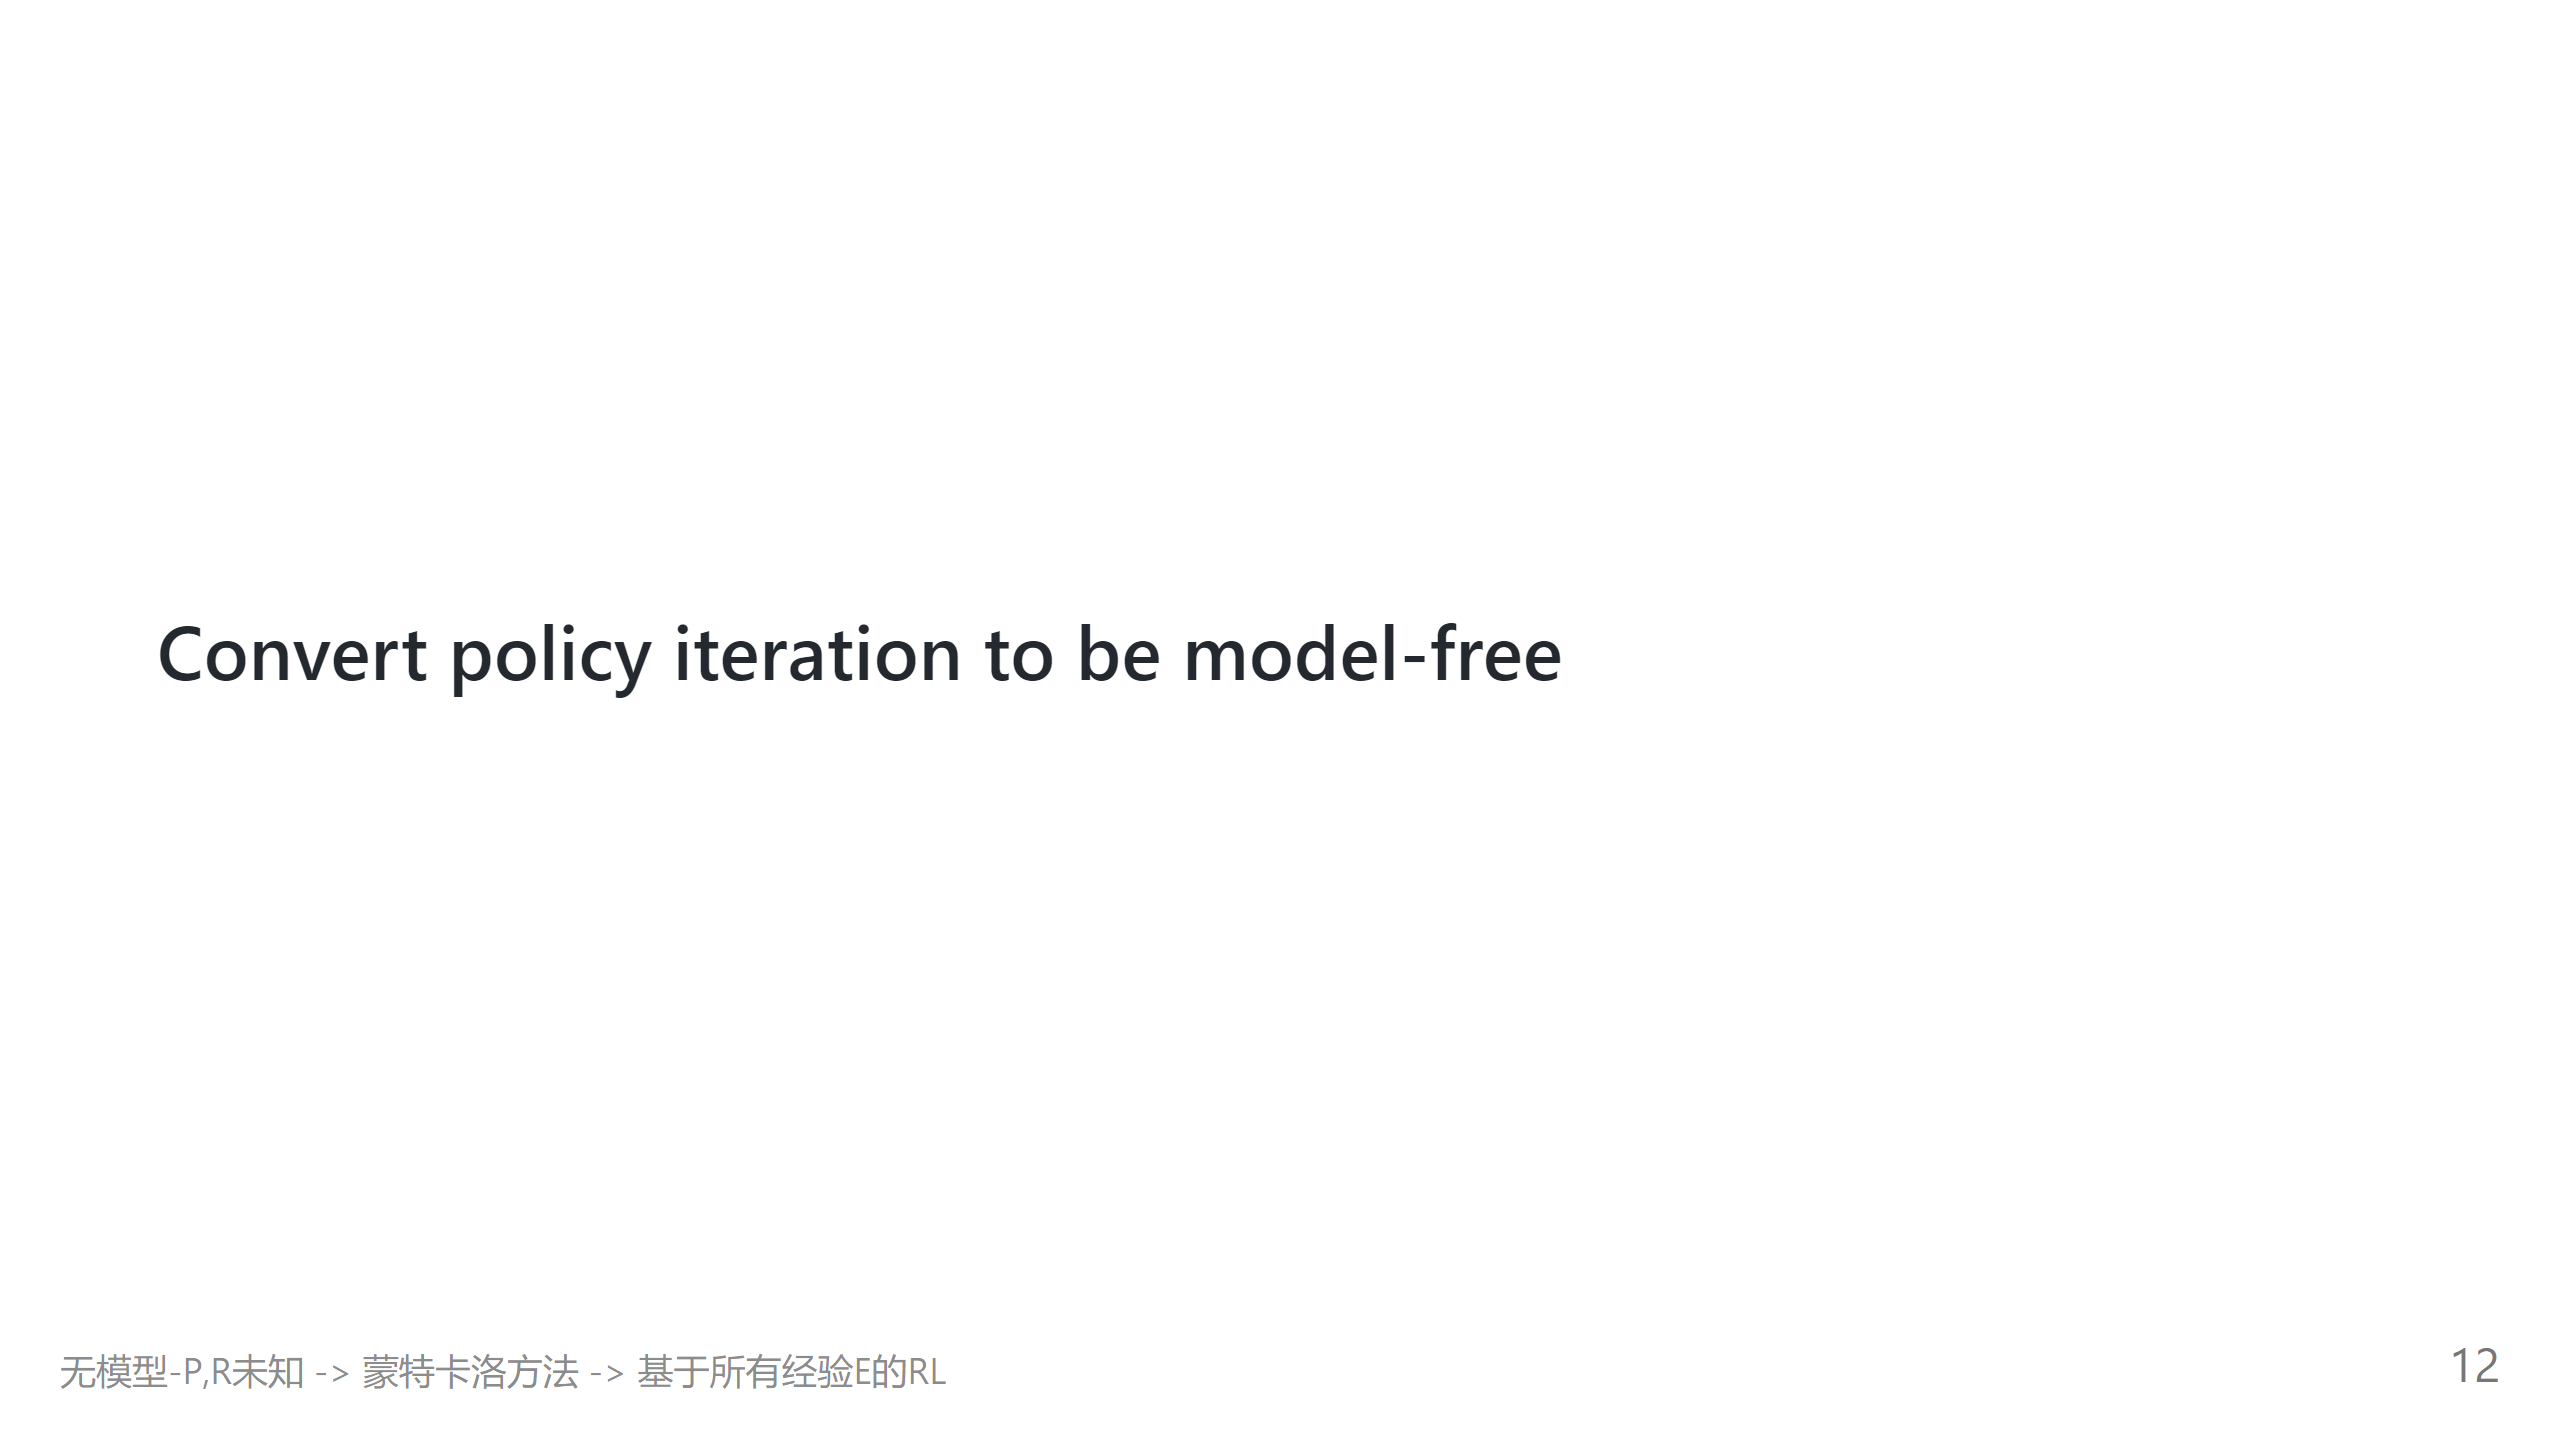 Convert policy iteration to be model-free
无模型-P,R未知 -> 蒙特卡洛方法 -> 基于所有经验E的RL
12